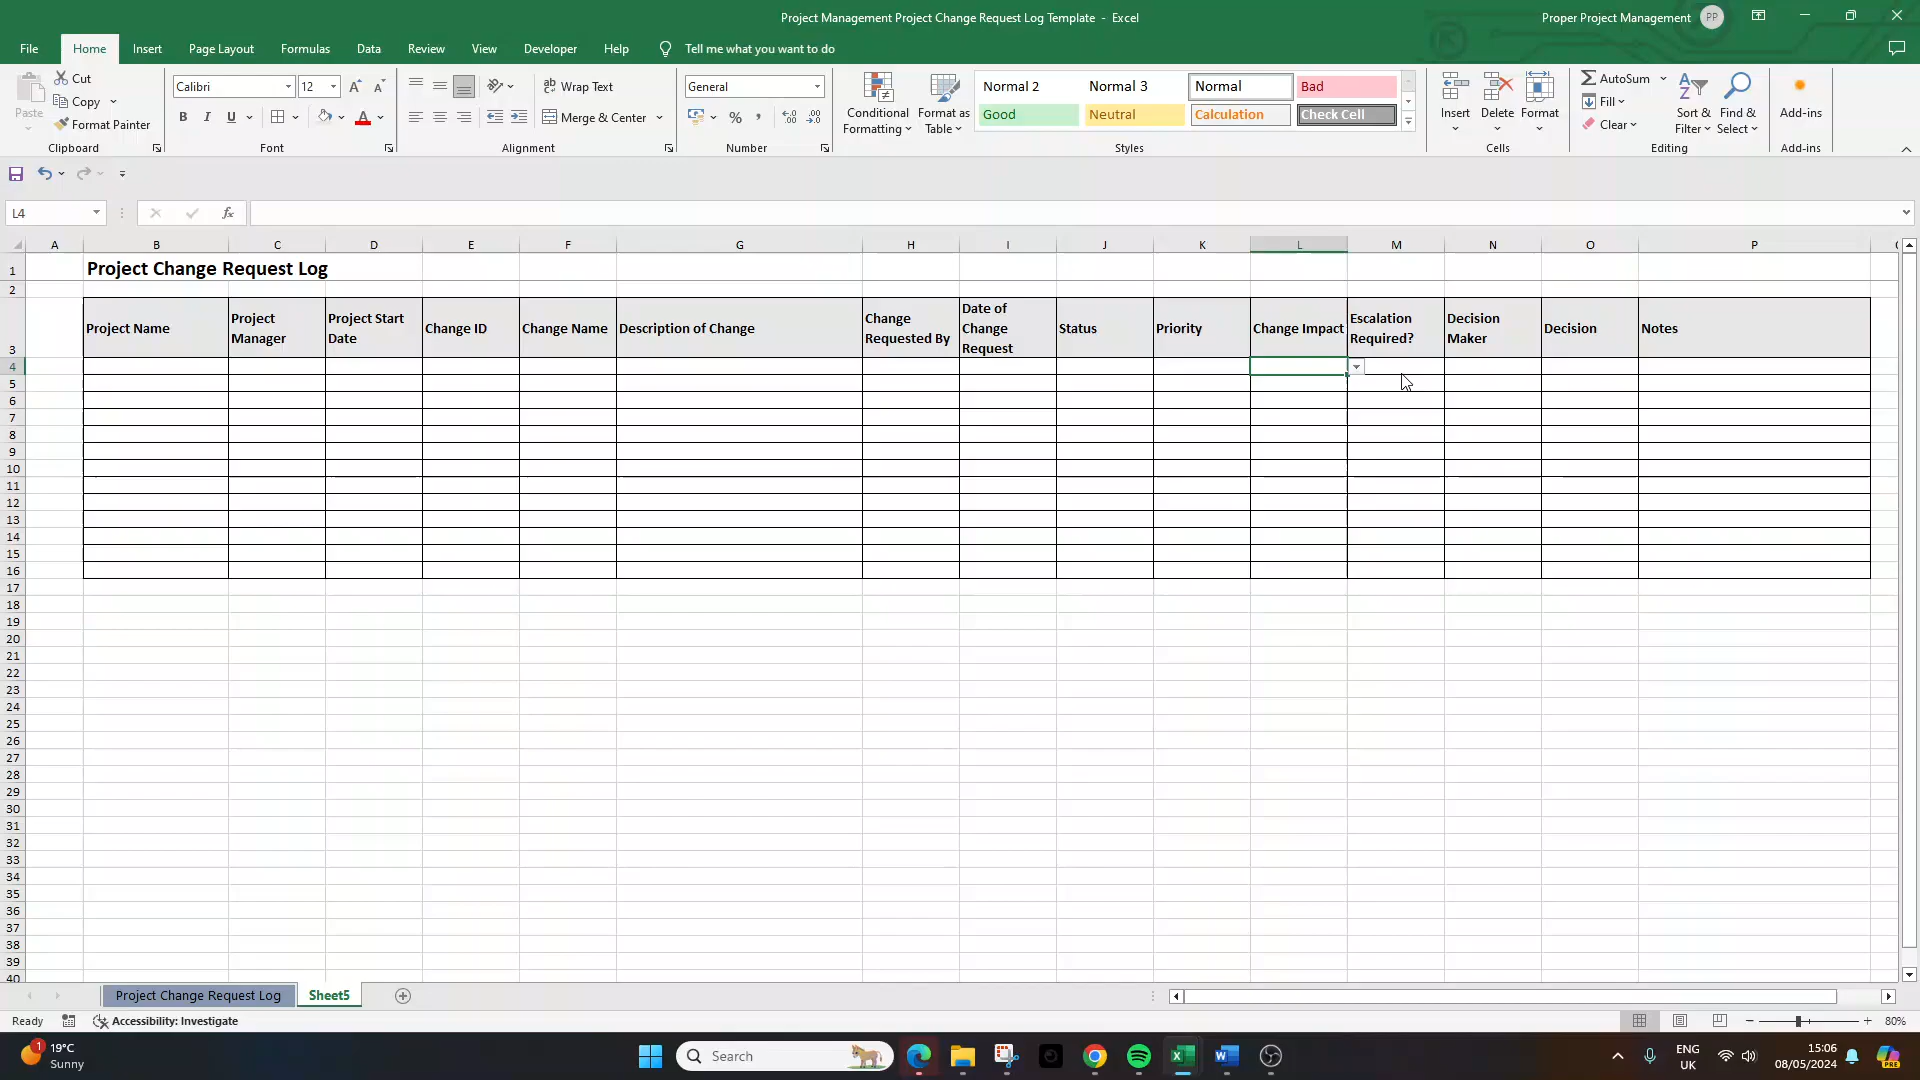 Project Management Project Change Request Log Template - Excel
Proper Project Management
PP
File
Home
Insert
Page Layout
Formulas
Data
Review
View
Developer
Help
Tell me what you want to do
Paste
Cut
Copy
Format Painter
Clipboard
Calibri
12
B I U
Font
Wrap Text
Merge & Center
Alignment
General
%
Number
Conditional
Formatting
Format as
Table
Normal 2
Normal 3
Normal
Bad
Good
Neutral
Calculation
Check Cell
Styles
Insert
Delete
Format
Cells
AutoSum
Fill
Clear
Sort &
Filter
Find &
Select
Editing
Add-ins
Add-ins
L4
fx
A B C D E F G H I J K L M N O P
1 Project Change Request Log
2
3
Project Name
Project
Manager
Project Start
Date
Change ID
Change Name
Description of Change
Change
Requested By
Date of
Change
Request
Status
Priority
Change Impact
Escalation
Required?
Decision
Maker
Decision
Notes
4
5
6
7
8
9
10
11
12
13
14
15
16
17
18
19
20
21
22
23
24
25
26
27
28
29
30
31
32
33
34
35
36
37
38
39
40
Project Change Request Log
Sheet5
Ready
Accessibility: Investigate
80%
1
19°C
Sunny
Search
ENG
UK
15:06
08/05/2024
PRE